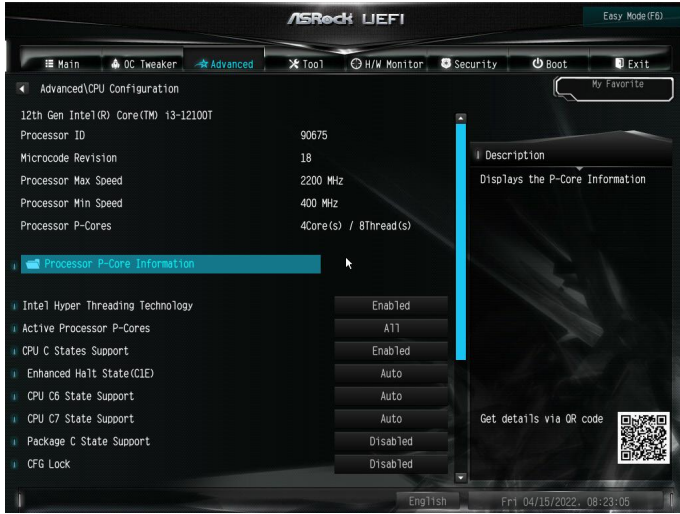 ASRock UEFI
Easy Mode(F6)
Main OC Tweaker Advanced Tool H/W Monitor Security Boot Exit
Advanced\CPU Configuration
My Favorite
12th Gen Intel(R) Core(TM) i3-12100T
Processor ID 90675
Microcode Revision 18
Processor Max Speed 2200 MHz
Processor Min Speed 400 MHz
Processor P-Cores 4Core(s) / 8Thread(s)
Processor P-Core Information
Intel Hyper Threading Technology Enabled
Active Processor P-Cores All
CPU C States Support Enabled
Enhanced Halt State(C1E) Auto
CPU C6 State Support Auto
CPU C7 State Support Auto
Package C State Support Disabled
CFG Lock Disabled
Description
Displays the P-Core Information
Get details via QR code
English
Fri 04/15/2022, 08:23:05